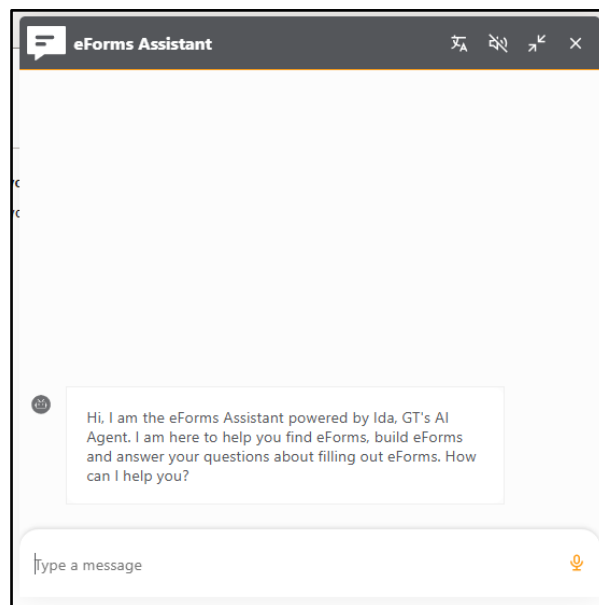 eForms Assistant
Hi, I am the eForms Assistant powered by Ida, GT's AI
Agent. I am here to help you find eForms, build eForms
and answer your questions about filling out eForms. How
can I help you?
Type a message